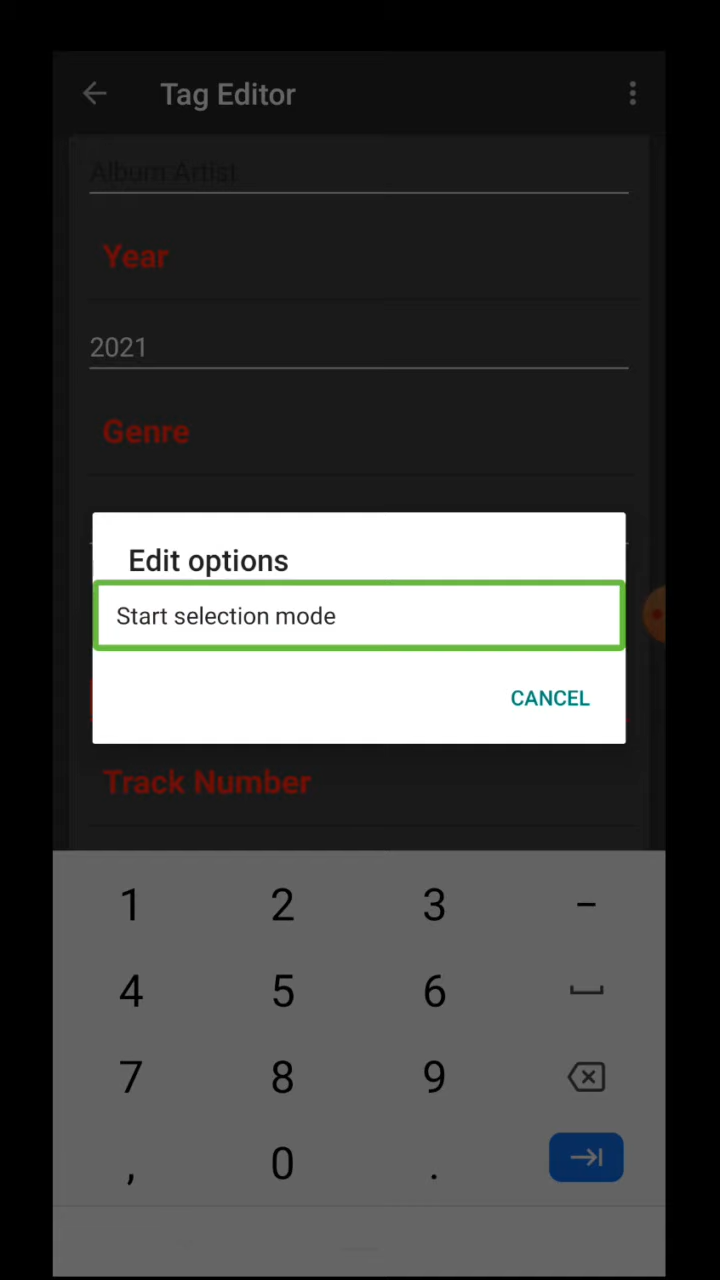 Tag Editor
Album Artist
Year
2021
Genre
Edit options
Start selection mode
CANCEL
Track Number
1 2 3 –
4 5 6
7 8 9
, 0 .